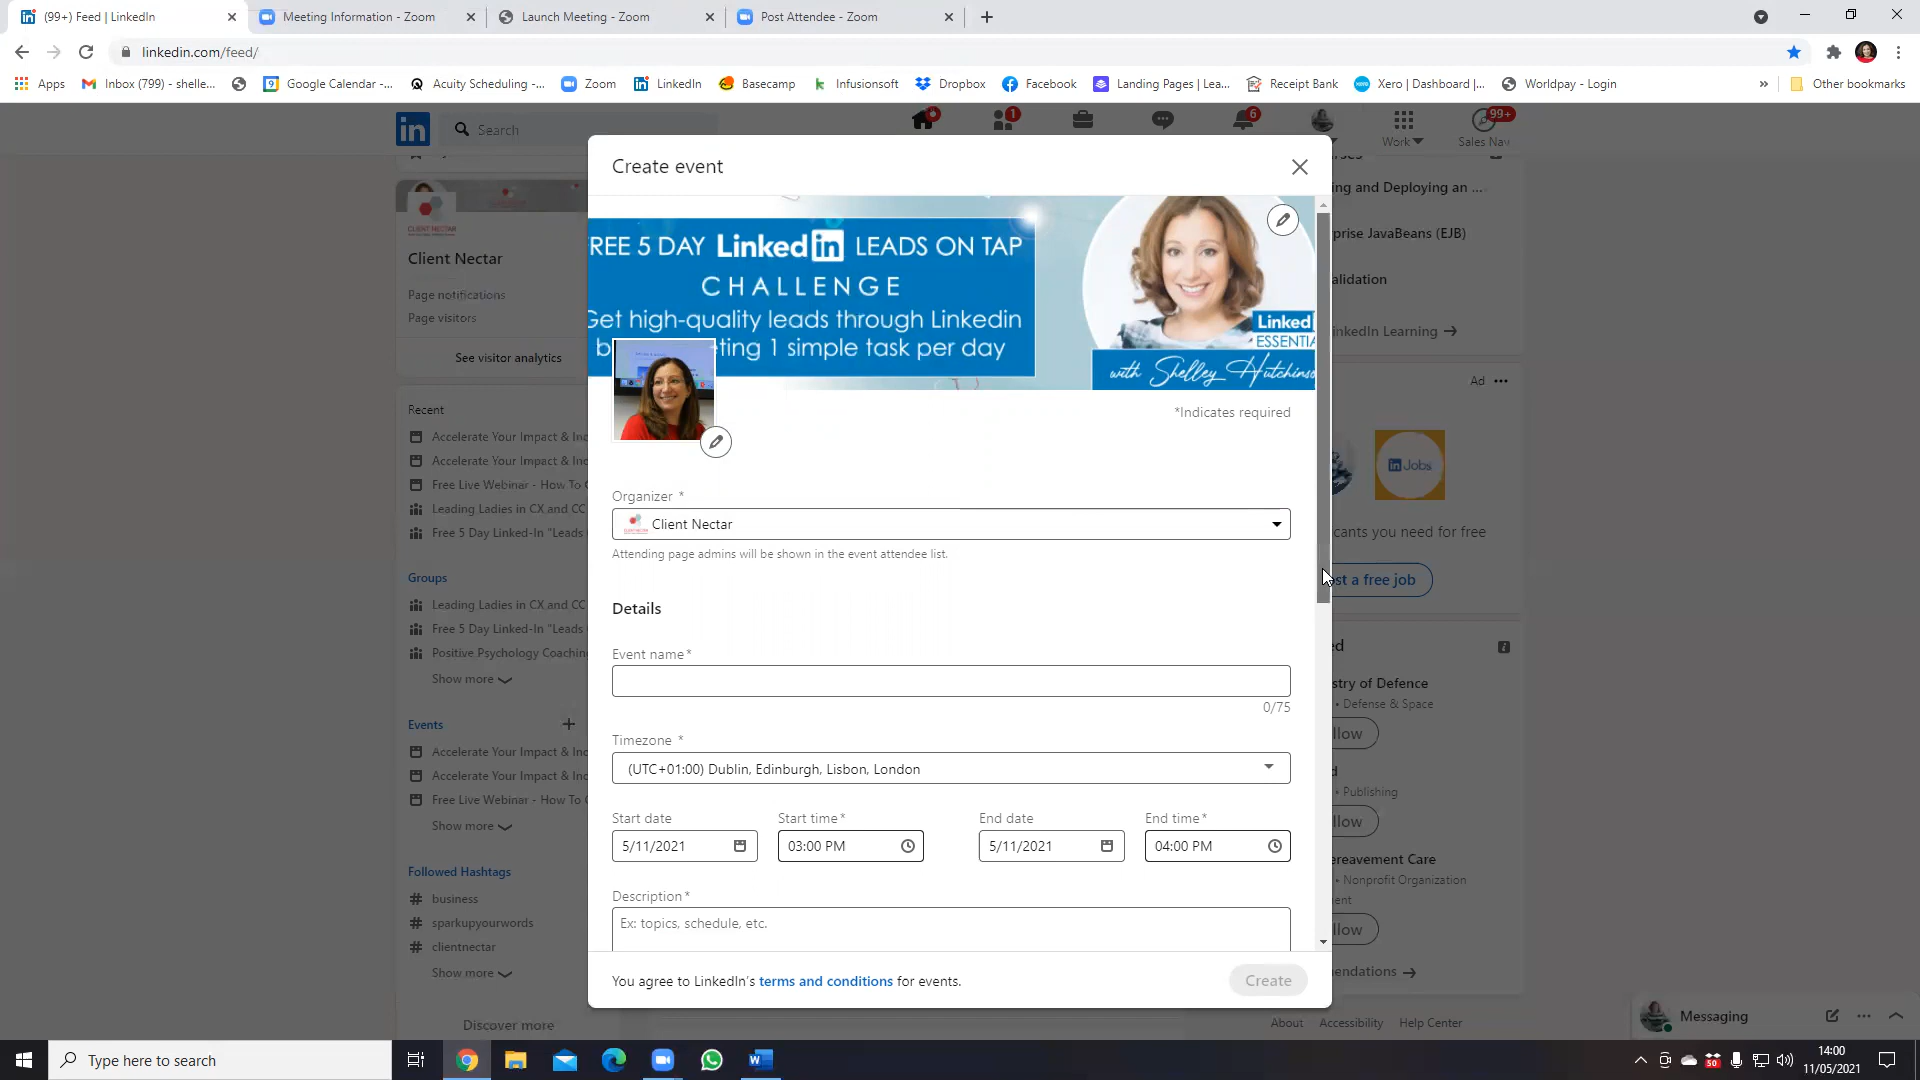 (99+) Feed | LinkedIn
Meeting Information - Zoom
Launch Meeting - Zoom
Post Attendee - Zoom
linkedin.com/feed/
Apps
Inbox (799) - shelle...
Google Calendar -...
Acuity Scheduling -...
Zoom
LinkedIn
Basecamp
Infusionsoft
Dropbox
Facebook
Landing Pages | Lea...
Receipt Bank
Xero | Dashboard |...
Worldpay - Login
Other bookmarks
in
Search
1
6
99+
Work
Sales Nav
Create event
ing and Deploying an ...
REE 5 DAY Linkedin LEADS ON TAP
CHALLENGE
Get high-quality leads through Linkedin
ting 1 simple task per day
Linked
ESSENTIA
with Shelley Hutchins
rprise JavaBeans (EJB)
alidation
inkedIn Learning
Client Nectar
Page notifications
Page visitors
See visitor analytics
Ad
*Indicates required
Recent
Accelerate Your Impact & Inc
Accelerate Your Impact & Inc
Free Live Webinar - How To C
Leading Ladies in CX and CC
Free 5 Day Linked-In "Leads
in Jobs
cants you need for free
st a free job
Organizer *
Client Nectar
Attending page admins will be shown in the event attendee list.
Groups
Leading Ladies in CX and CC
Free 5 Day Linked-In "Leads
Positive Psychology Coaching
Show more
Details
Event name*
0/75
Timezone *
(UTC+01:00) Dublin, Edinburgh, Lisbon, London
Events
Accelerate Your Impact & Inc
Accelerate Your Impact & Inc
Free Live Webinar - How To C
Show more
ed
stry of Defence
• Defense & Space
llow
d
• Publishing
llow
ereavement Care
• Nonprofit Organization
ent
llow
endations
Start date
Start time*
End date
End time*
5/11/2021
03:00 PM
5/11/2021
04:00 PM
Followed Hashtags
# business
# sparkupyourwords
# clientnectar
Show more
Discover more
Description*
Ex: topics, schedule, etc.
You agree to LinkedIn's terms and conditions for events.
Create
About
Accessibility
Help Center
Messaging
Type here to search
50
14:00
11/05/2021